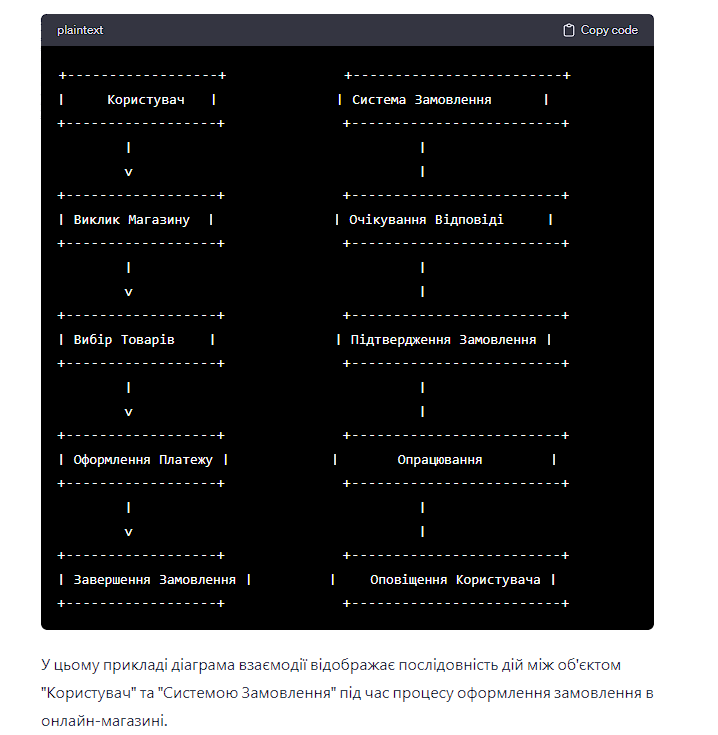 plaintext Copy code
+------------------+ +-------------------------+
| Користувач | | Система Замовлення |
+------------------+ +-------------------------+
| |
v |
+------------------+ +-------------------------+
| Виклик Магазину | | Очікування Відповіді |
+------------------+ +-------------------------+
| |
v |
+------------------+ +-------------------------+
| Вибір Товарів | | Підтвердження Замовлення |
+------------------+ +-------------------------+
| |
v |
+------------------+ +-------------------------+
| Оформлення Платежу | | Опрацювання |
+------------------+ +-------------------------+
| |
v |
+------------------+ +-------------------------+
| Завершення Замовлення | | Оповіщення Користувача |
+------------------+ +-------------------------+
У цьому прикладі діаграма взаємодії відображає послідовність дій між об'єктом
"Користувач" та "Системою Замовлення" під час процесу оформлення замовлення в
онлайн-магазині.